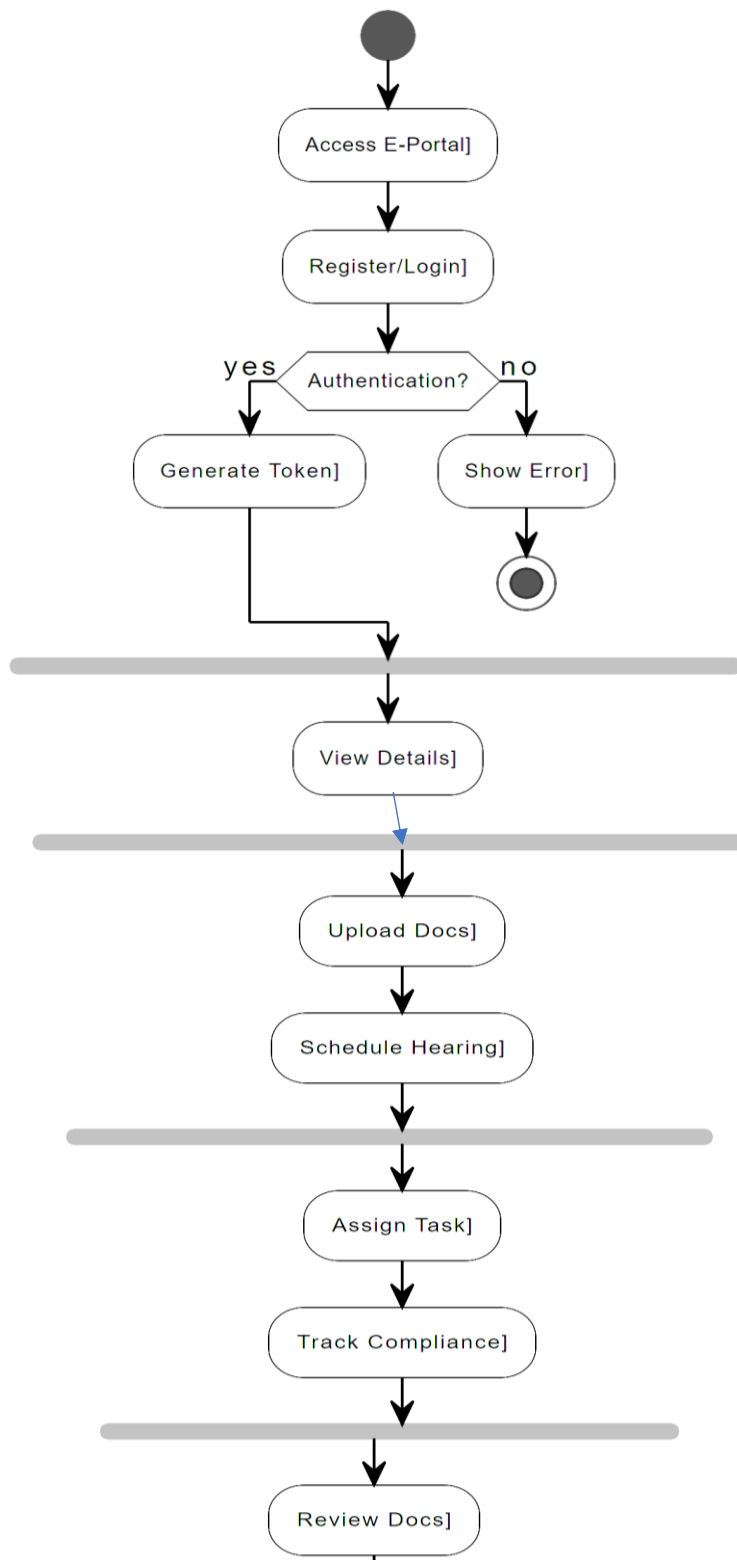 Access E-Portal]
Register/Login]
yes
Authentication?
no
Generate Token]
Show Error]
View Details]
Upload Docs]
Schedule Hearing]
Assign Task]
Track Compliance]
Review Docs]